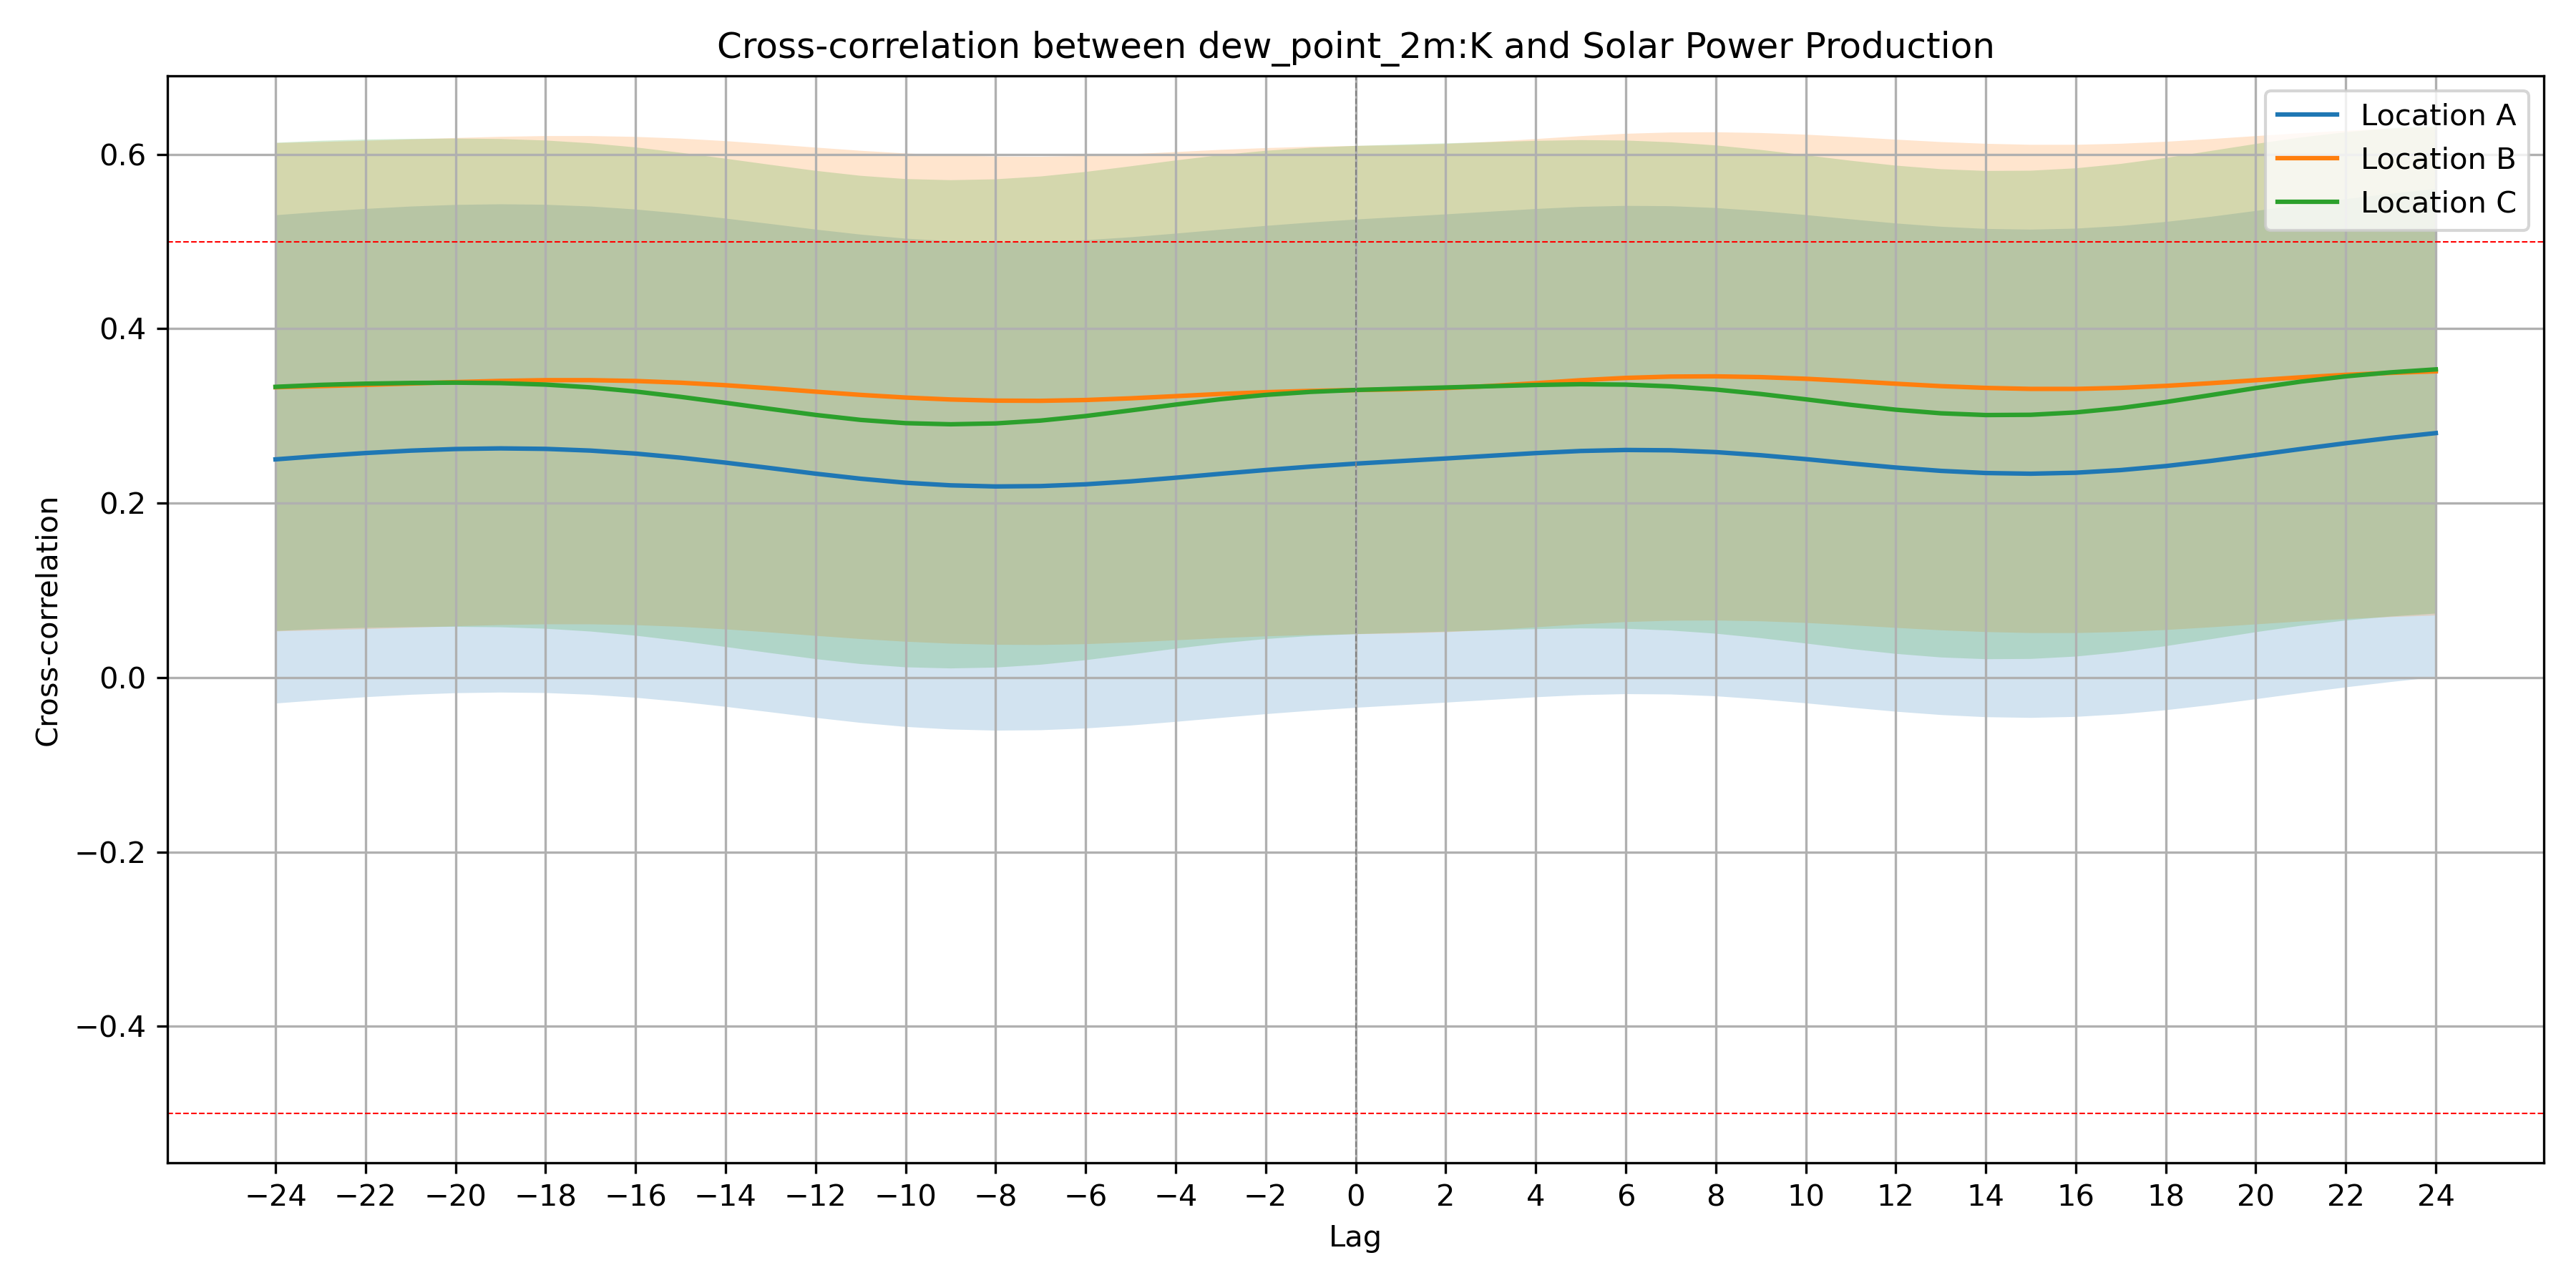 Cross-correlation between dew_point_2m:K and Solar Power Production
Location A
Location B
Location C
Cross-correlation
0.6
0.4
0.2
0.0
−0.2
−0.4
−24 −22 −20 −18 −16 −14 −12 −10 −8 −6 −4 −2 0 2 4 6 8 10 12 14 16 18 20 22 24
Lag